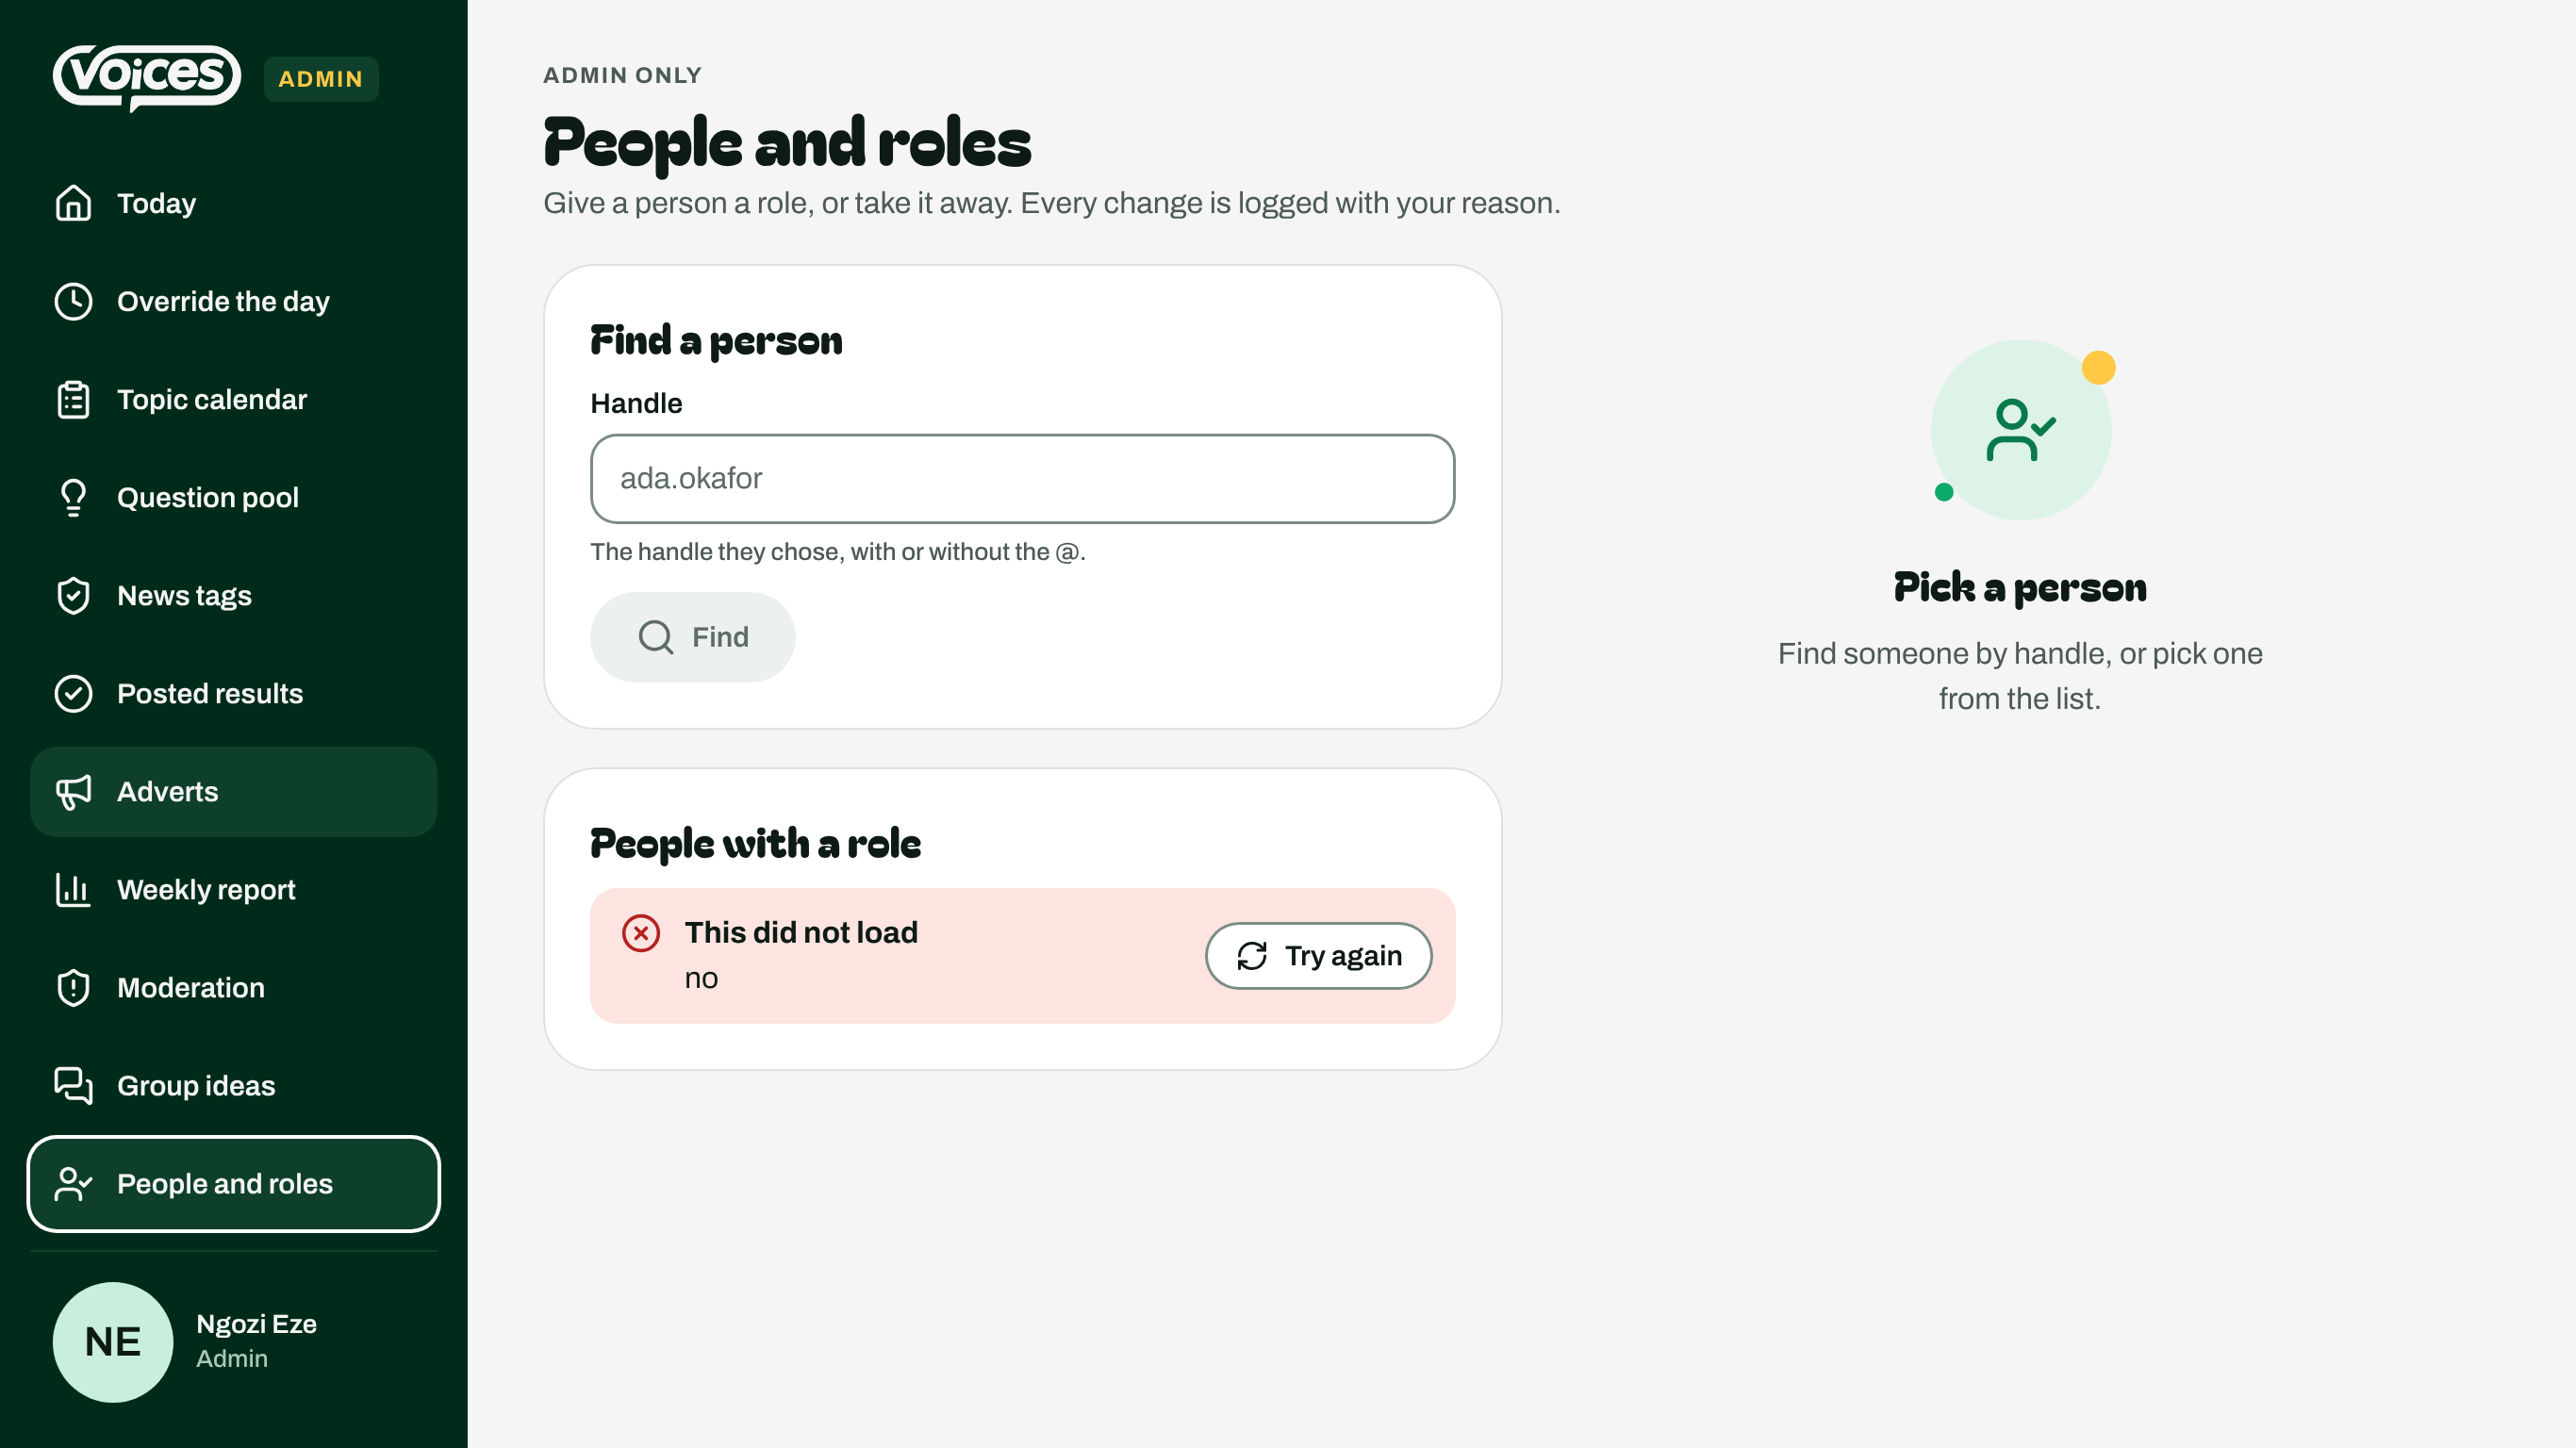 Voices
ADMIN
Today
Override the day
Topic calendar
Question pool
News tags
Posted results
Adverts
Weekly report
Moderation
Group ideas
People and roles
NE
Ngozi Eze
Admin
ADMIN ONLY
People and roles
Give a person a role, or take it away. Every change is logged with your reason.
Find a person
Handle
ada.okafor
The handle they chose, with or without the @.
Find
People with a role
This did not load
no
Try again
Pick a person
Find someone by handle, or pick one
from the list.